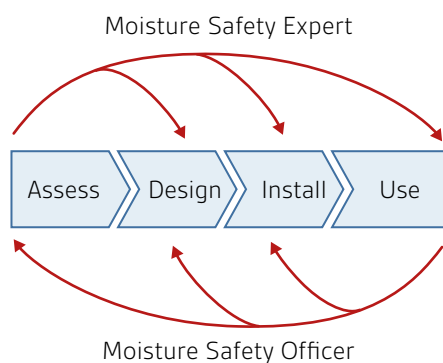 Moisture Safety Expert
Assess Design Install Use
Moisture Safety Officer